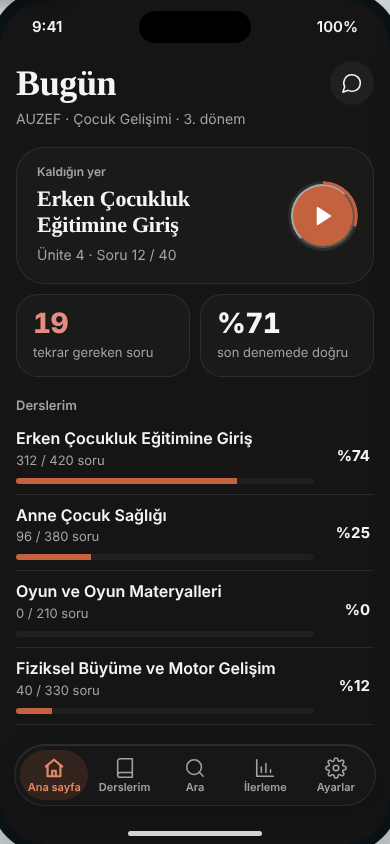 9:41
100%
Bugün
AUZEF · Çocuk Gelişimi · 3. dönem
Kaldığın yer
Erken Çocukluk
Eğitimine Giriş
Ünite 4 · Soru 12 / 40
19
tekrar gereken soru
%71
son denemede doğru
Derslerim
Erken Çocukluk Eğitimine Giriş
312 / 420 soru
%74
Anne Çocuk Sağlığı
96 / 380 soru
%25
Oyun ve Oyun Materyalleri
0 / 210 soru
%0
Fiziksel Büyüme ve Motor Gelişim
40 / 330 soru
%12
Ana sayfa
Derslerim
Ara
İlerleme
Ayarlar